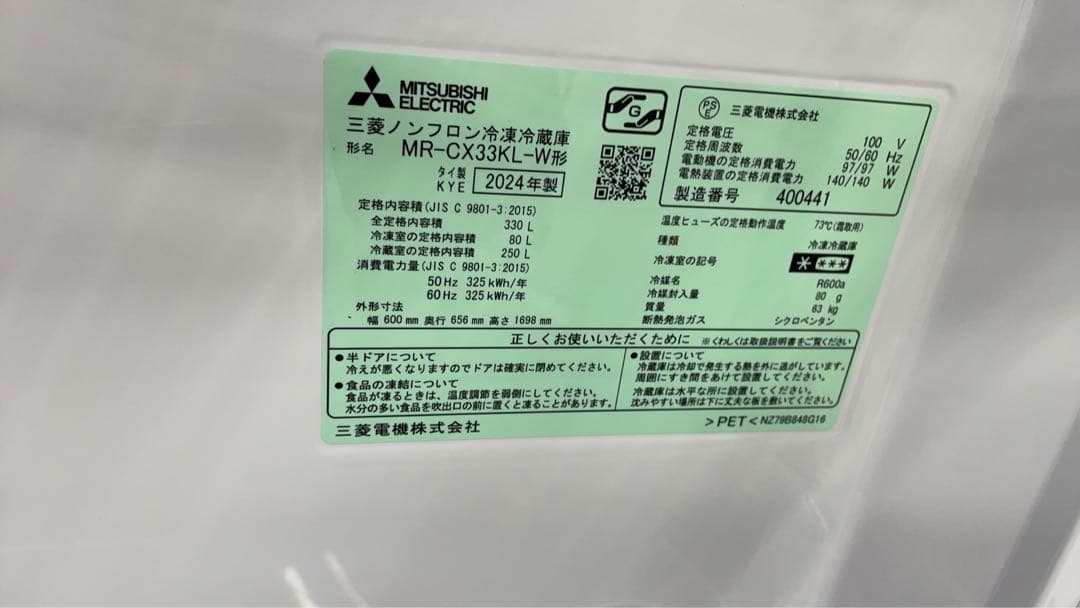 MITSUBISHI
ELECTRIC
三菱ノンフロン冷凍冷蔵庫
形名 MR-CX33KL-W形
タイ製
KYE 2024年製
定格内容積(JIS C 9801-3:2015)
全定格内容積 330 L
冷凍室の定格内容積 80 L
冷蔵室の定格内容積 250 L
消費電力量(JIS C 9801-3:2015)
50Hz 325kWh/年
60Hz 325kWh/年
外形寸法
幅 600mm 奥行 656mm 高さ 1698mm
G
PS
E
三菱電機株式会社
定格電圧 100 V
定格周波数 50/60 Hz
電動機の定格消費電力 97/97 W
電熱装置の定格消費電力 140/140 W
製造番号 400441
温度ヒューズの定格動作温度 73℃(霜取用)
種類 冷凍冷蔵庫
冷凍室の記号
冷媒名 R600a
冷媒封入量 80 g
質量 63 kg
断熱発泡ガス シクロペンタン
正しくお使いいただくために ※くわしくは取扱説明書をご覧ください
●半ドアについて
冷えが悪くなりますのでドアは確実に閉めてください。
●食品の凍結について
食品が凍るときは、温度調節を弱側にしてください。
水分の多い食品を吹出口の前に置くと凍ることがあります。
●設置について
冷蔵庫は冷却で発生する熱を外に逃がしています。
周囲にすき間をあけて設置してください。
冷蔵庫は水平な所に設置してください。
沈みやすい場所は下に丈夫な板を敷いてください。
三菱電機株式会社
>PET< NZ79B848G16